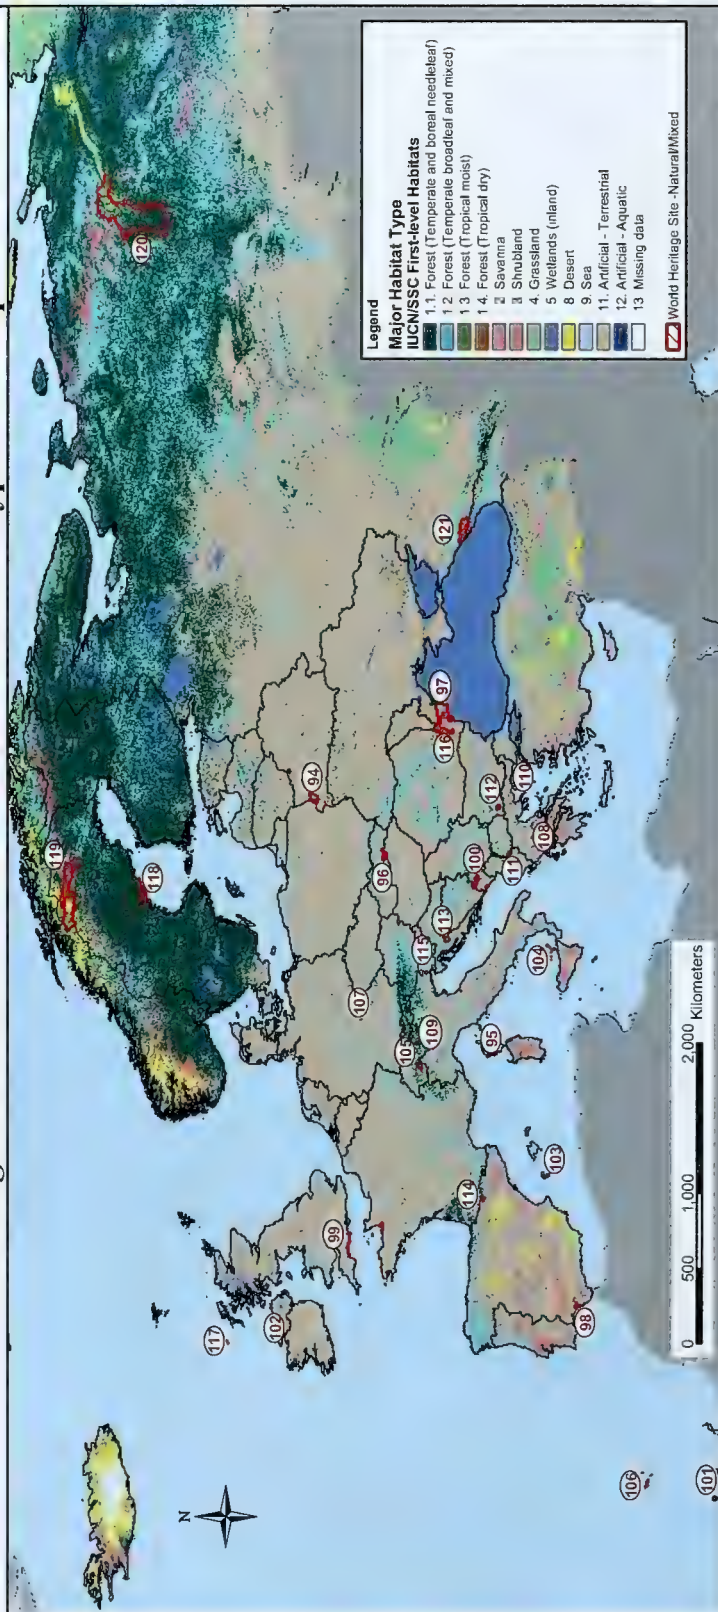 Legend
Major Habitat Type
IUCN/SSC First-level Habitats
1.1. Forest (Temperate and boreal needleleaf)
1 2 Forest (Temperate broadleaf and mixed)
1 3 Forest (Tropical moist)
1 4. Forest (Tropical dry)
2 Savanna
3 Shrubland
4. Grassland
5 Wetlands (inland)
8 Desert
9. Sea
11. Artificial - Terrestrial
12. Artificial - Aquatic
13 Missing data
World Heritage Site -Natural/Mixed
120
119
118
94
121
97
116
96
112
110
100
108
111
113
115
104
107
105
109
95
103
114
99
98
102
117
106
101
N
0
500
1,000
2,000
Kilometers